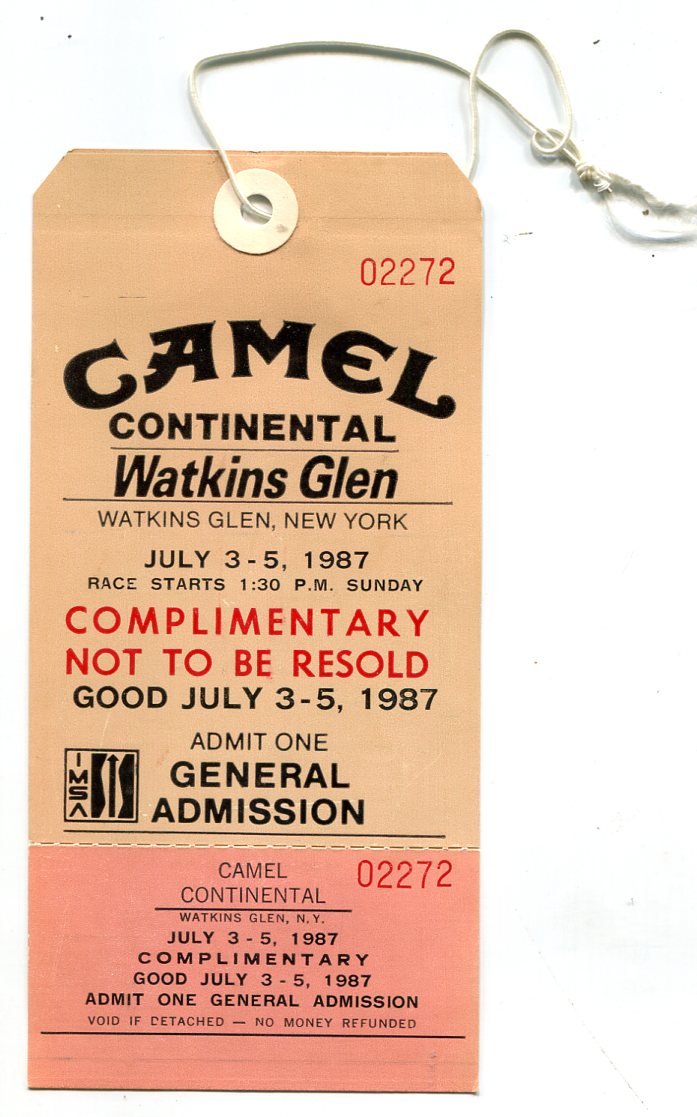 02272
CAMEL
CONTINENTAL
Watkins Glen
WATKINS GLEN, NEW YORK
JULY 3-5, 1987
RACE STARTS 1:30 P.M. SUNDAY
COMPLIMENTARY
NOT TO BE RESOLD
GOOD JULY 3-5, 1987
ADMIT ONE
IMSA
GENERAL
ADMISSION
CAMEL
02272
CONTINENTAL
WATKINS GLEN, N.Y.
JULY 3-5, 1987
COMPLIMENTARY
GOOD JULY 3-5, 1987
ADMIT ONE GENERAL ADMISSION
VOID IF DETACHED — NO MONEY REFUNDED